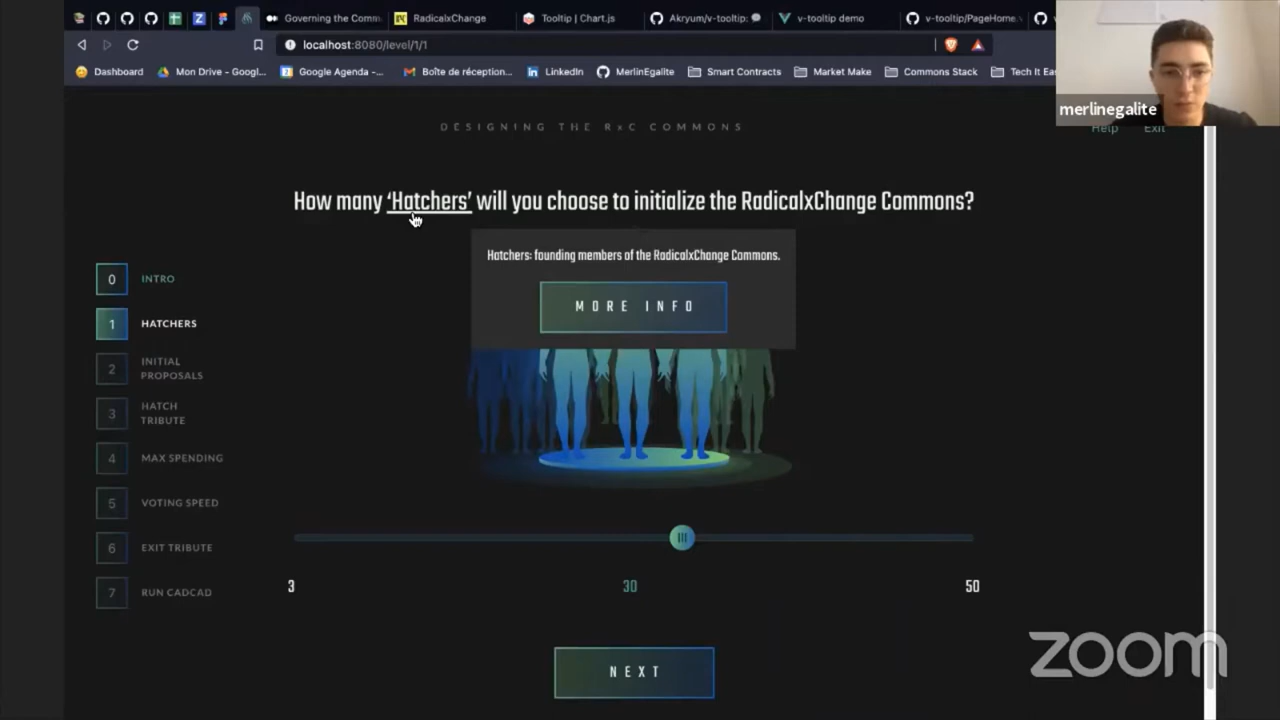 Governing the Comm
RadicalxChange
Tooltip | Chart.js
Akryum/v-tooltip:
v-tooltip demo
v-tooltip/PageHome.
localhost:8080/level/1/1
Dashboard
Mon Drive - Googl...
Google Agenda -...
Boîte de réception...
LinkedIn
MerlinEgalite
Smart Contracts
Market Make
Commons Stack
Tech It Eas
merlinegalite
Help
Exit
DESIGNING THE RxC COMMONS
How many ‘Hatchers’ will you choose to initialize the RadicalxChange Commons?
Hatchers: founding members of the RadicalxChange Commons.
MORE INFO
0 INTRO
1 HATCHERS
2 INITIAL
PROPOSALS
3 HATCH
TRIBUTE
4 MAX SPENDING
5 VOTING SPEED
6 EXIT TRIBUTE
7 RUN CADCAD
3 30 50
NEXT
zoom